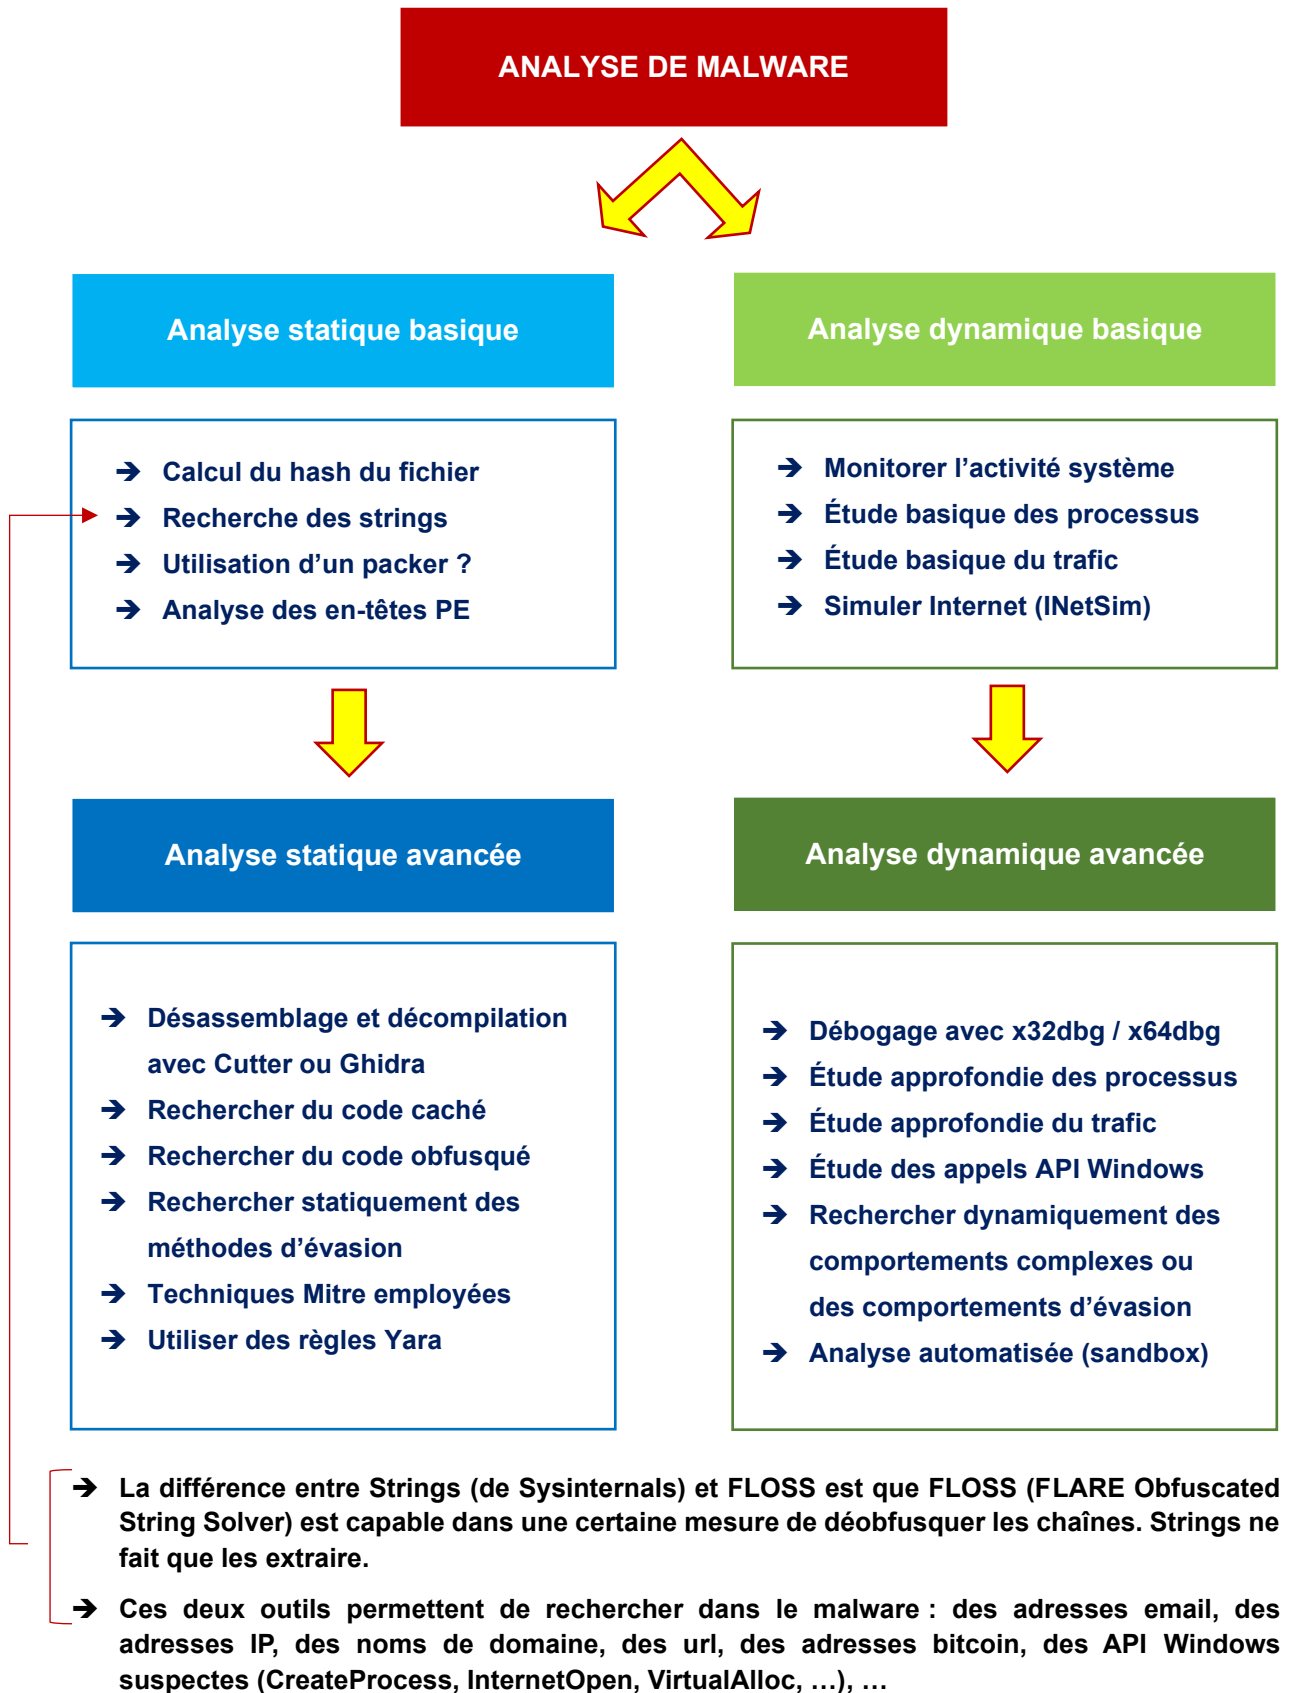 ANALYSE DE MALWARE
Analyse statique basique
➔ Calcul du hash du fichier
➔ Recherche des strings
➔ Utilisation d’un packer ?
➔ Analyse des en-têtes PE
Analyse dynamique basique
➔ Monitorer l’activité système
➔ Étude basique des processus
➔ Étude basique du trafic
➔ Simuler Internet (INetSim)
Analyse statique avancée
➔ Désassemblage et décompilation
avec Cutter ou Ghidra
➔ Rechercher du code caché
➔ Rechercher du code obfusqué
➔ Rechercher statiquement des
méthodes d’évasion
➔ Techniques Mitre employées
➔ Utiliser des règles Yara
Analyse dynamique avancée
➔ Débogage avec x32dbg / x64dbg
➔ Étude approfondie des processus
➔ Étude approfondie du trafic
➔ Étude des appels API Windows
➔ Rechercher dynamiquement des
comportements complexes ou
des comportements d’évasion
➔ Analyse automatisée (sandbox)
➔ La différence entre Strings (de Sysinternals) et FLOSS est que FLOSS (FLARE Obfuscated
String Solver) est capable dans une certaine mesure de déobfusquer les chaînes. Strings ne
fait que les extraire.
➔ Ces deux outils permettent de rechercher dans le malware : des adresses email, des
adresses IP, des noms de domaine, des url, des adresses bitcoin, des API Windows
suspectes (CreateProcess, InternetOpen, VirtualAlloc, …), …